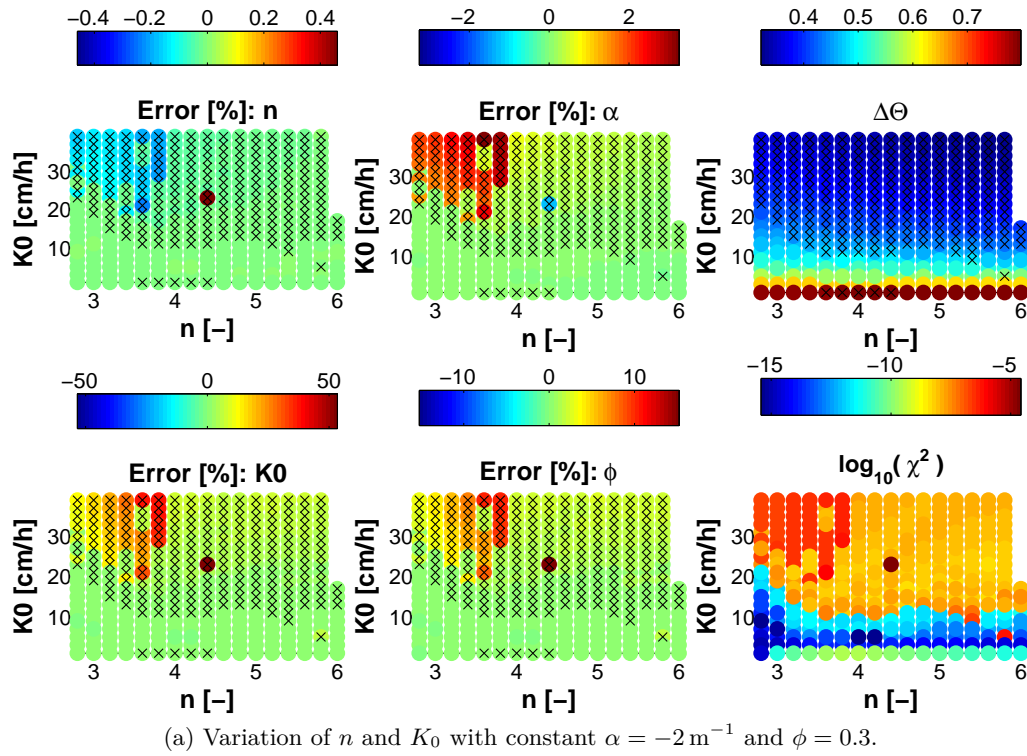 −0.4 −0.2 0 0.2 0.4
−2 0 2
0.4 0.5 0.6 0.7
Error [%]: n
Error [%]: α
ΔΘ
K0 [cm/h]
30
20
10
3 4 5 6
n [−]
K0 [cm/h]
30
20
10
3 4 5 6
n [−]
K0 [cm/h]
30
20
10
3 4 5 6
n [−]
−50 0 50
−10 0 10
−15 −10 −5
Error [%]: K0
Error [%]: ϕ
log10( χ2 )
K0 [cm/h]
30
20
10
3 4 5 6
n [−]
K0 [cm/h]
30
20
10
3 4 5 6
n [−]
K0 [cm/h]
30
20
10
3 4 5 6
n [−]
(a) Variation of n and K0 with constant α = −2 m−1 and ϕ = 0.3.